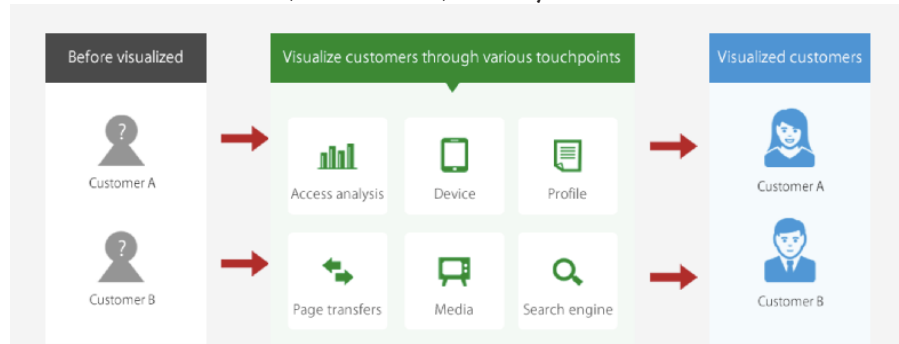 Before visualized
Visualize customers through various touchpoints
Visualized customers
?
Customer A
Access analysis
Device
Profile
Customer A
?
Customer B
Page transfers
Media
Search engine
Customer B